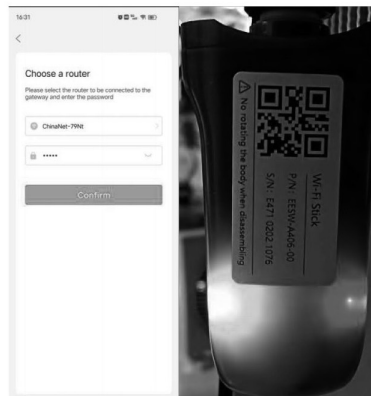 16:31
Choose a router
Please select the router to be connected to the
gateway and enter the password
ChinaNet-79Nt
•••••
Confirm
Wi-Fi Stick
P/N : EESW-A406-00
S/N : E471 0202 1076
No rotating the body when disassembling